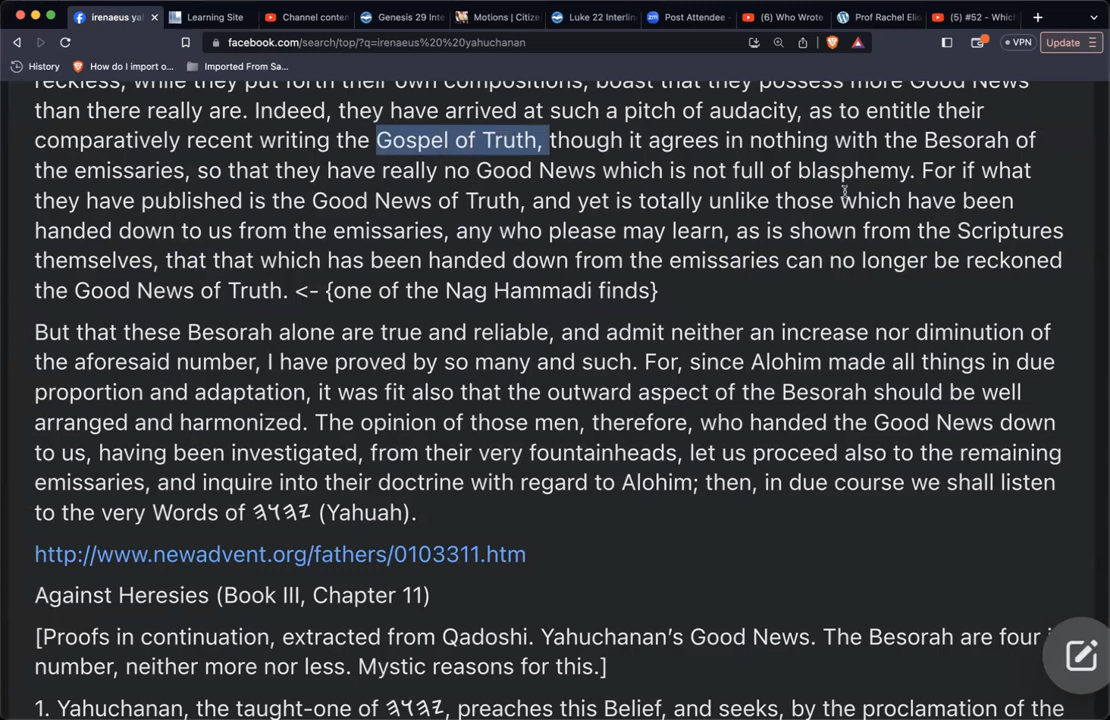 irenaeus ya
Learning Site
Channel conten
Genesis 29 Inte
Motions | Citize
Luke 22 Interlin
Post Attendee -
(6) Who Wrote
Prof Rachel Elio
(5) #52 - Which
facebook.com/search/top/?q=irenaeus%20%20yahuchanan
VPN
Update
History
How do I import o...
Imported From Sa...
reckless, while they put forth their own compositions, boast that they possess more Good News
than there really are. Indeed, they have arrived at such a pitch of audacity, as to entitle their
comparatively recent writing the Gospel of Truth, though it agrees in nothing with the Besorah of
the emissaries, so that they have really no Good News which is not full of blasphemy. For if what
they have published is the Good News of Truth, and yet is totally unlike those which have been
handed down to us from the emissaries, any who please may learn, as is shown from the Scriptures
themselves, that that which has been handed down from the emissaries can no longer be reckoned
the Good News of Truth. <- {one of the Nag Hammadi finds}
But that these Besorah alone are true and reliable, and admit neither an increase nor diminution of
the aforesaid number, I have proved by so many and such. For, since Alohim made all things in due
proportion and adaptation, it was fit also that the outward aspect of the Besorah should be well
arranged and harmonized. The opinion of those men, therefore, who handed the Good News down
to us, having been investigated, from their very fountainheads, let us proceed also to the remaining
emissaries, and inquire into their doctrine with regard to Alohim; then, in due course we shall listen
to the very Words of 𐤉𐤄𐤅𐤄 (Yahuah).
http://www.newadvent.org/fathers/0103311.htm
Against Heresies (Book III, Chapter 11)
[Proofs in continuation, extracted from Qadoshi. Yahuchanan's Good News. The Besorah are four
number, neither more nor less. Mystic reasons for this.]
1. Yahuchanan, the taught-one of 𐤉𐤄𐤅𐤄, preaches this Belief, and seeks, by the proclamation of the